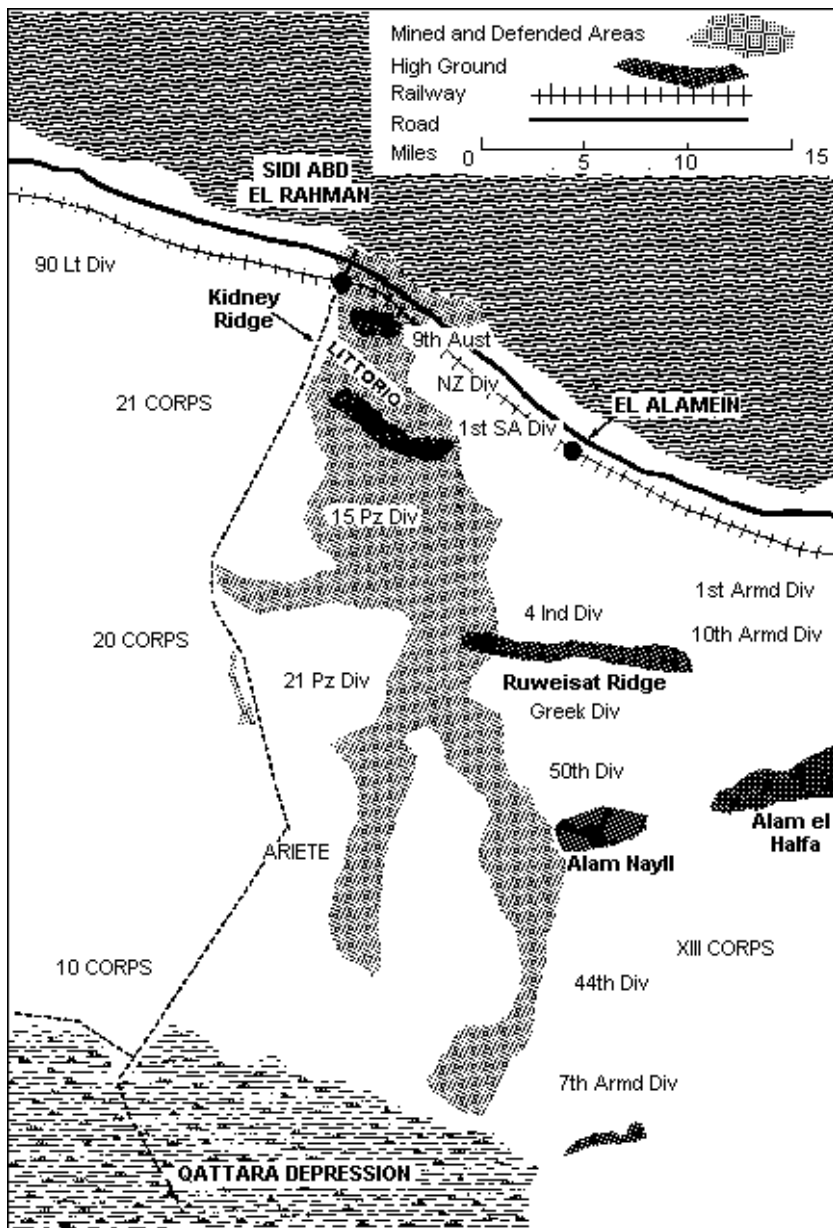 Mined and Defended Areas
High Ground
Railway
Road
Miles 0 5 10 15
SIDI ABD
EL RAHMAN
90 Lt Div
Kidney
Ridge
9th Aust
LITTORIO
NZ Div
21 CORPS
EL ALAMEIN
1st SA Div
15 Pz Div
1st Armd Div
4 Ind Div
10th Armd Div
20 CORPS
21 Pz Div
Ruweisat Ridge
Greek Div
50th Div
Alam el
Halfa
ARIETE
Alam Nayll
XIII CORPS
10 CORPS
44th Div
7th Armd Div
QATTARA DEPRESSION